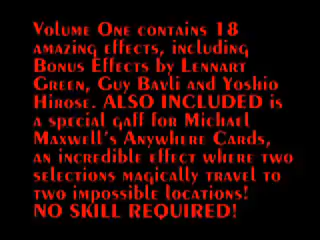 Volume One contains 18
amazing effects, including
Bonus Effects by Lennart
Green, Guy Bavli and Yoshio
Hirose. ALSO INCLUDED is
a special gaff for Michael
Maxwell's Anywhere Cards,
an incredible effect where two
selections magically travel to
two impossible locations!
NO SKILL REQUIRED!